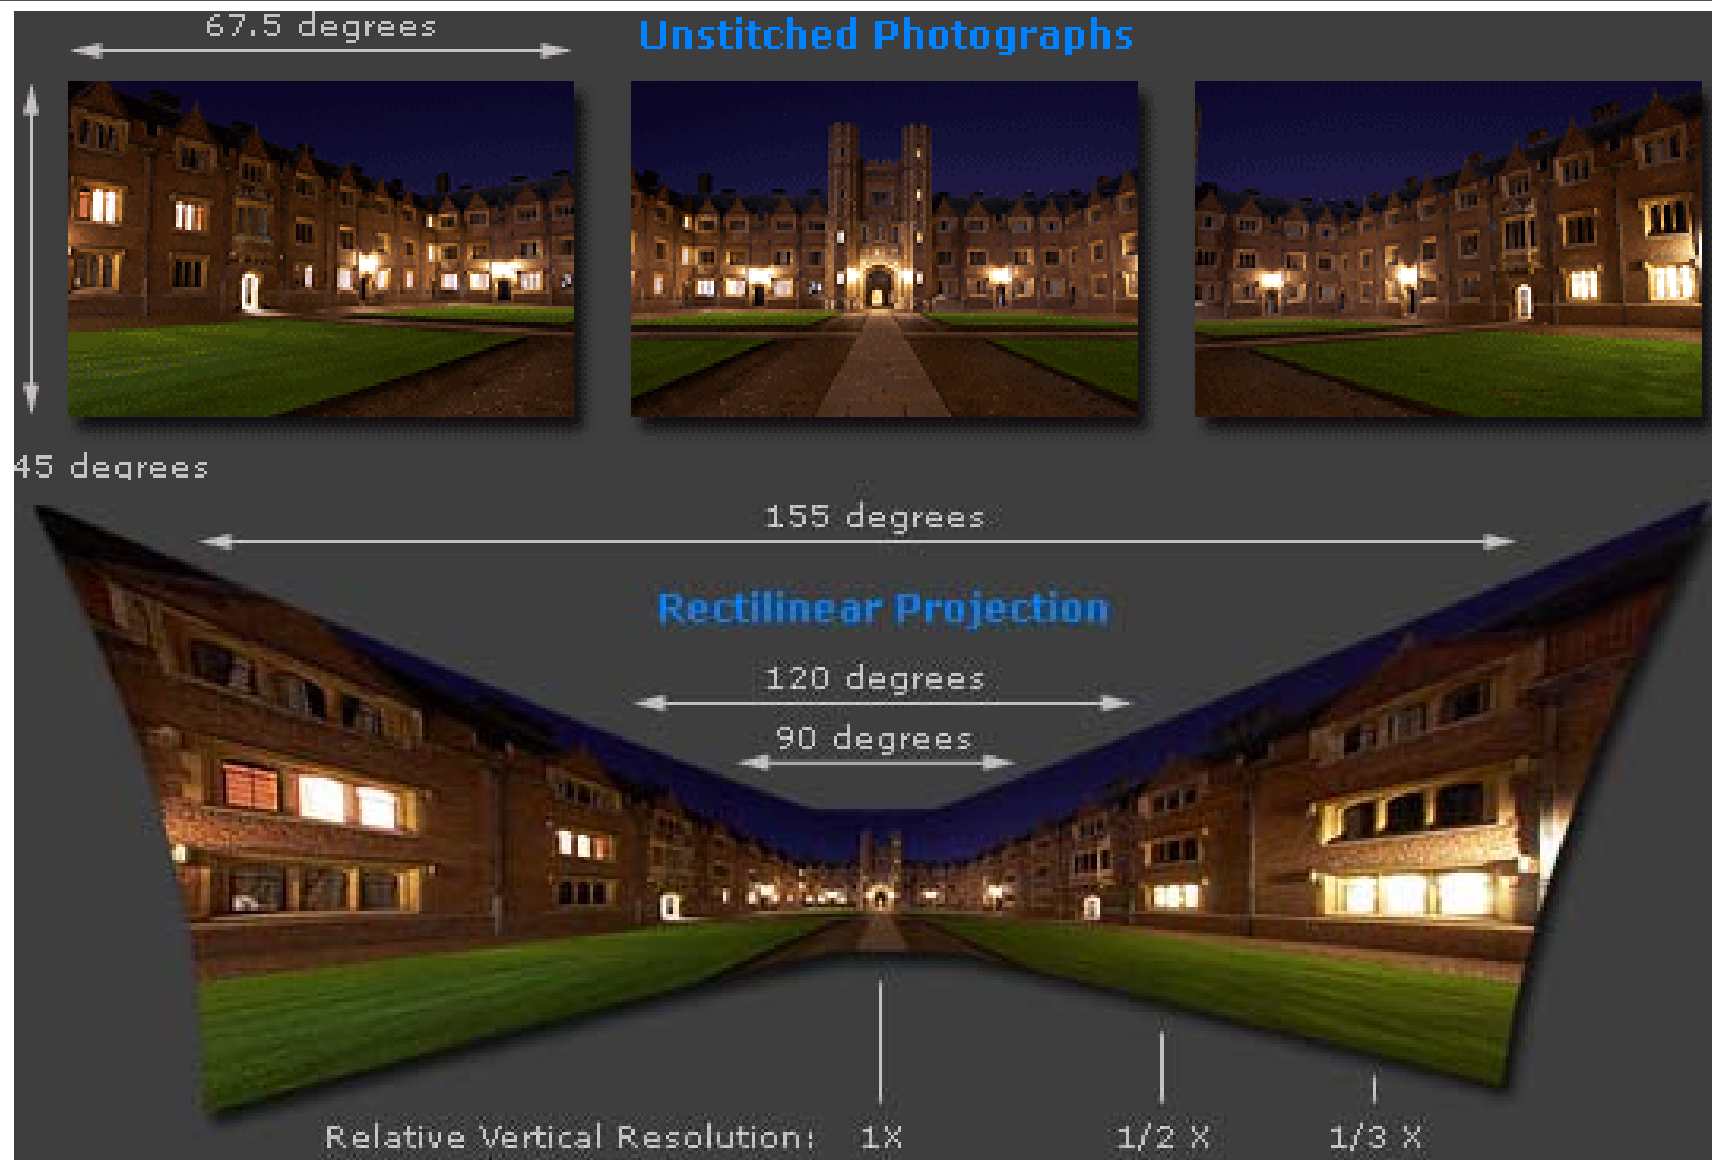 67.5 degrees
Unstitched Photographs
45 degrees
155 degrees
Rectilinear Projection
120 degrees
90 degrees
Relative Vertical Resolution: 1X 1/2 X 1/3 X